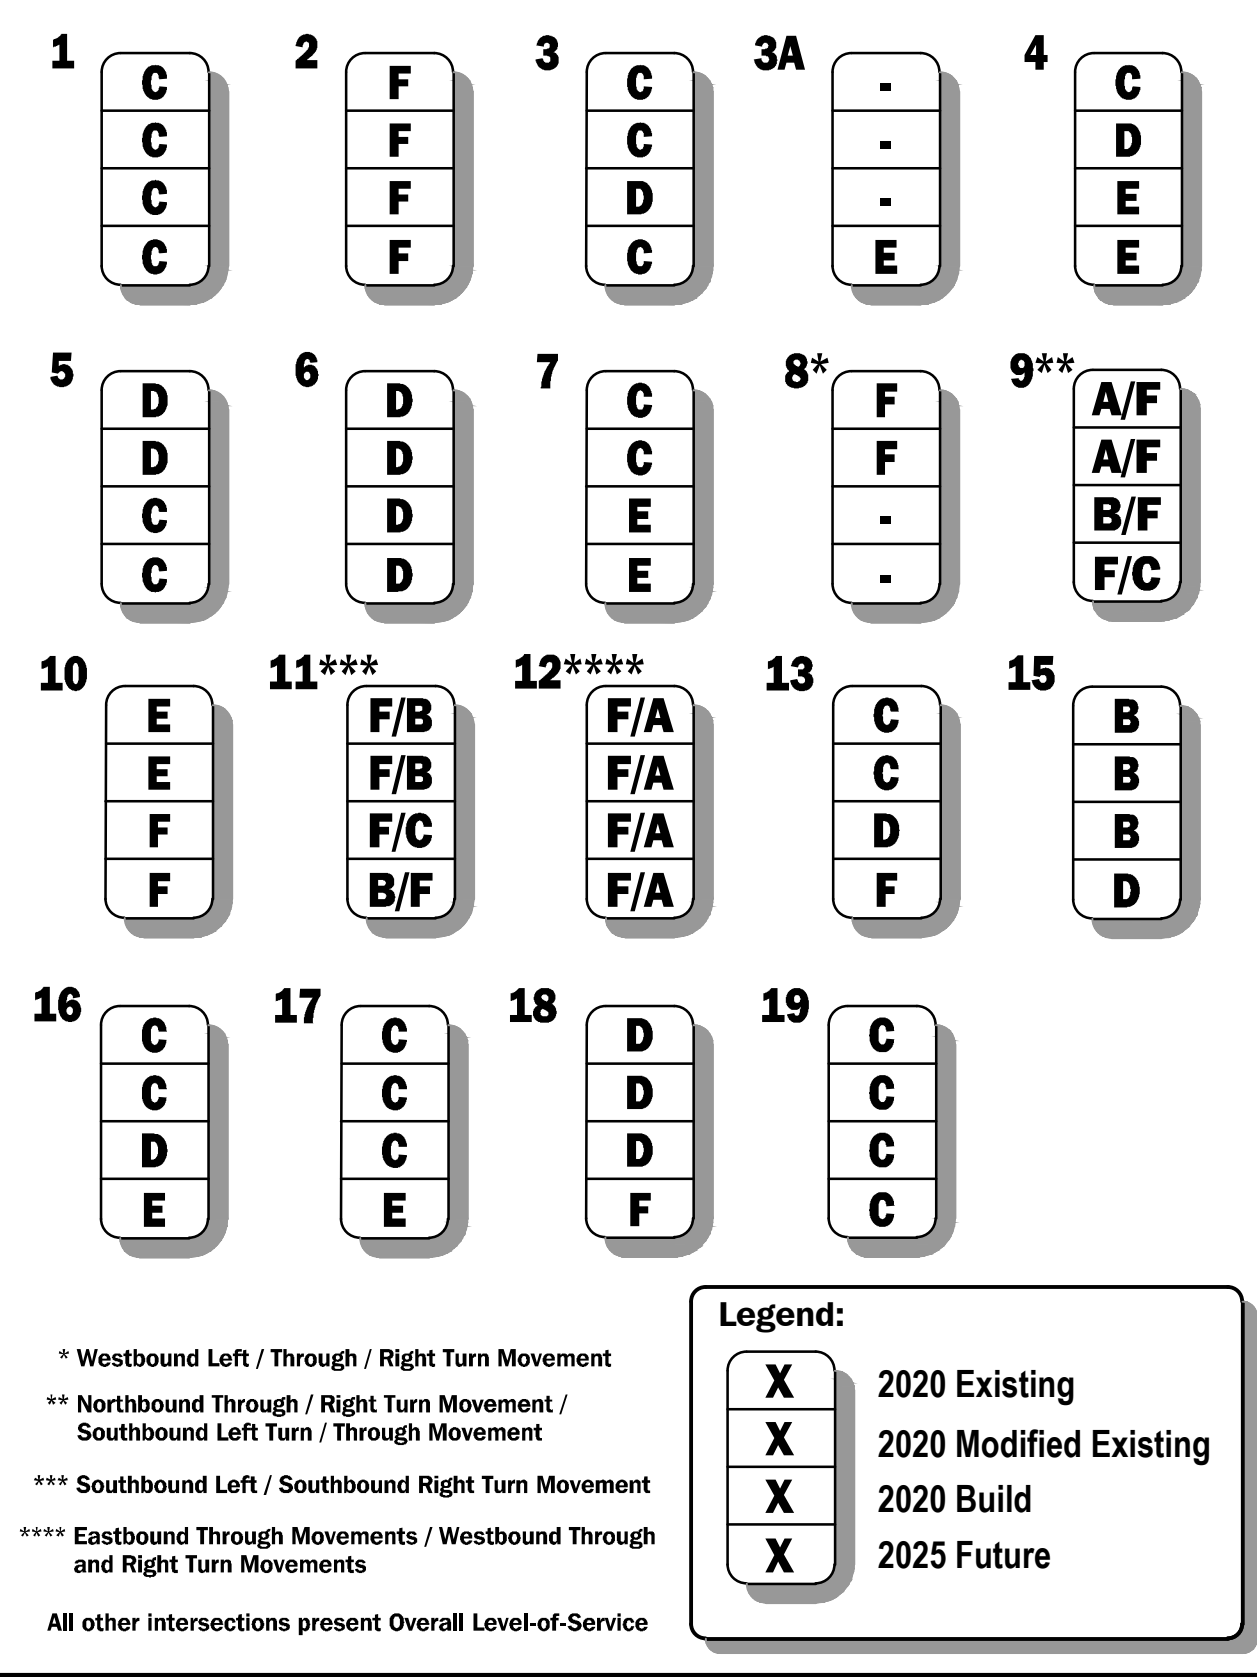 1 2 3 3A 4
C F C - C
C F C - D
C F D - E
C F C E E
5 6 7 8* 9**
D D C F A/F
D D C F A/F
C D E - B/F
C D E - F/C
10 11*** 12**** 13 15
E F/B F/A C B
E F/B F/A C B
F F/C F/A D B
F B/F F/A F D
16 17 18 19
C C D C
C C D C
D C D C
E E F C
* Westbound Left / Through / Right Turn Movement
** Northbound Through / Right Turn Movement /
Southbound Left Turn / Through Movement
*** Southbound Left / Southbound Right Turn Movement
**** Eastbound Through Movements / Westbound Through
and Right Turn Movements
All other intersections present Overall Level-of-Service
Legend:
X 2020 Existing
X 2020 Modified Existing
X 2020 Build
X 2025 Future